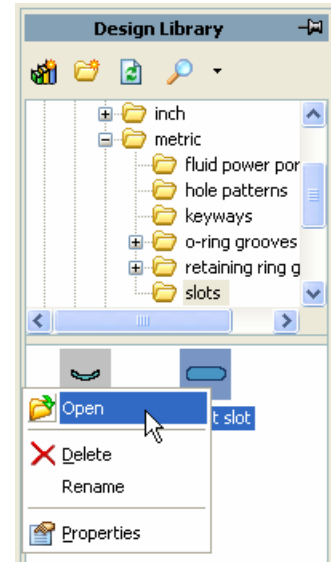 Design Library
inch
metric
fluid power por
hole patterns
keyways
o-ring grooves
retaining ring g
slots
Open
t slot
Delete
Rename
Properties